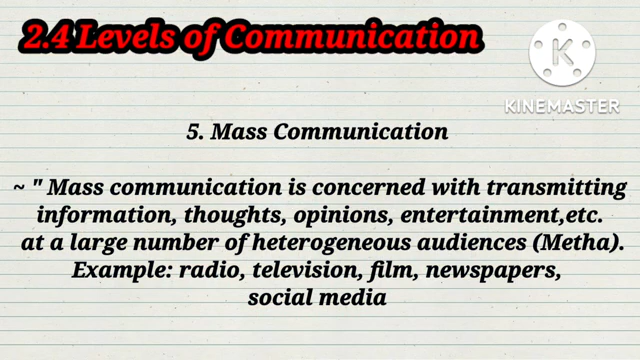 2.4 Levels of Communication
KINEMASTER
5. Mass Communication
~ " Mass communication is concerned with transmitting
information, thoughts, opinions, entertainment,etc.
at a large number of heterogeneous audiences (Metha).
Example: radio, television, film, newspapers,
social media